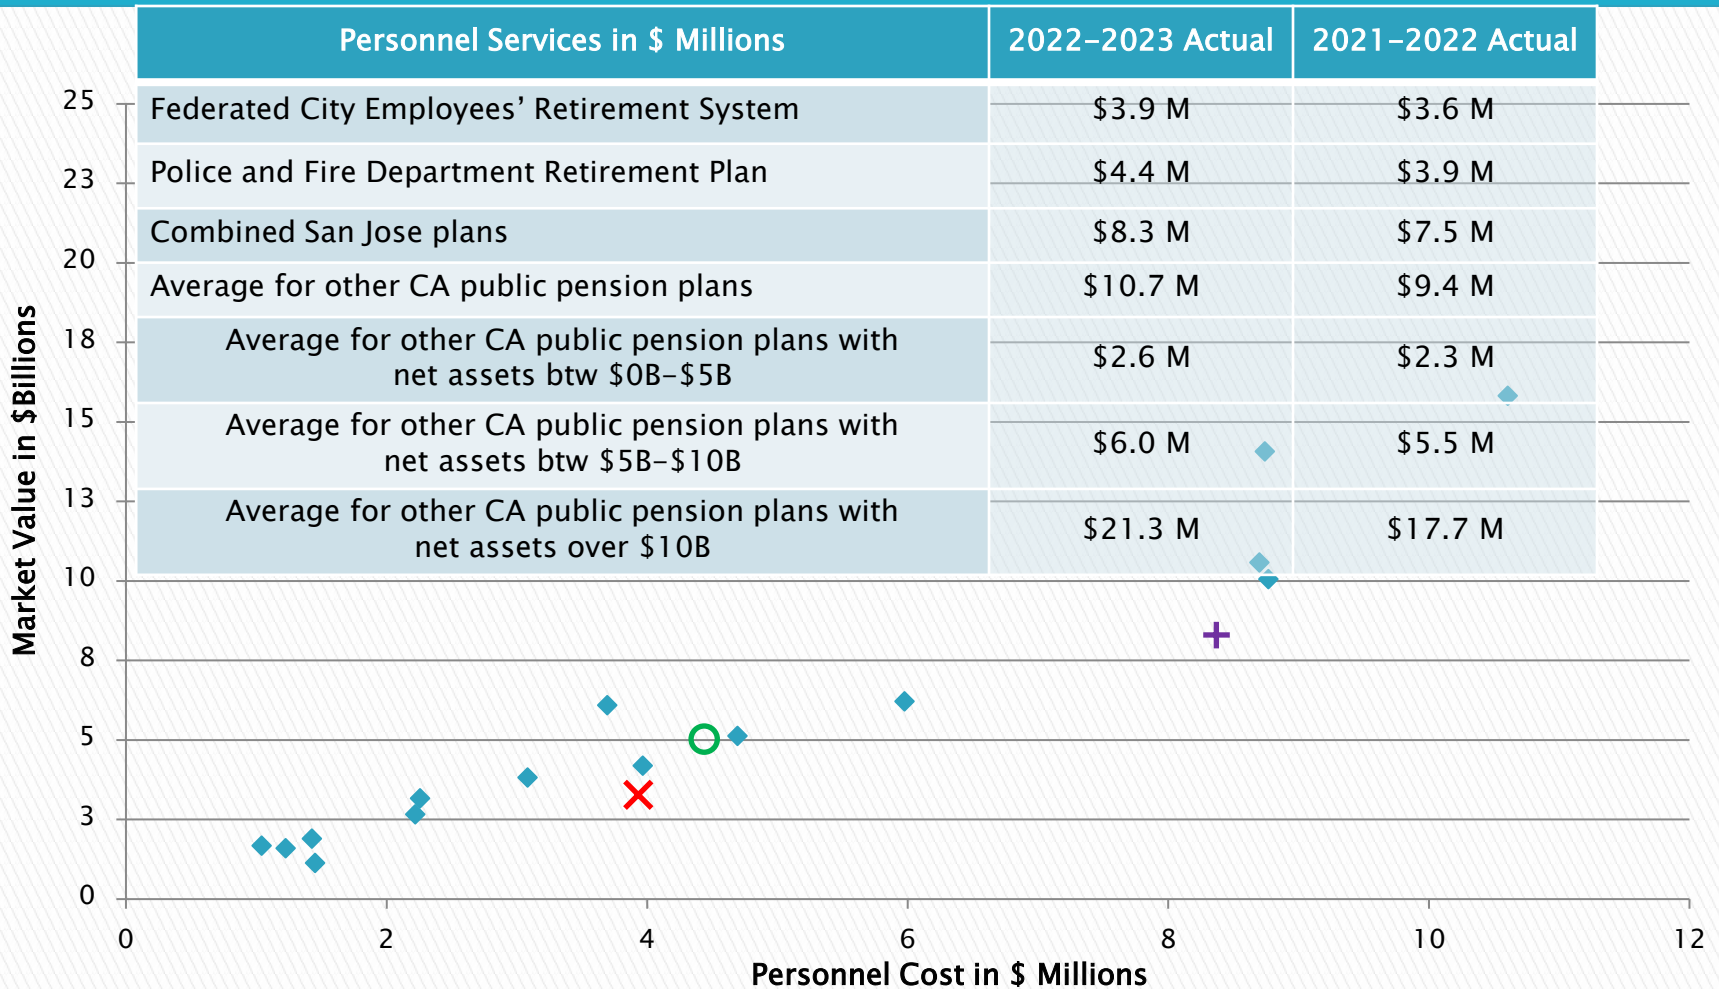 Personnel Services in $ Millions 2022-2023 Actual 2021-2022 Actual
Federated City Employees’ Retirement System $3.9 M $3.6 M
Police and Fire Department Retirement Plan $4.4 M $3.9 M
Combined San Jose plans $8.3 M $7.5 M
Average for other CA public pension plans $10.7 M $9.4 M
Average for other CA public pension plans with
net assets btw $0B-$5B $2.6 M $2.3 M
Average for other CA public pension plans with
net assets btw $5B-$10B $6.0 M $5.5 M
Average for other CA public pension plans with
net assets over $10B $21.3 M $17.7 M
Market Value in $Billions
25
23
20
18
15
13
10
8
5
3
0
0 2 4 6 8 10 12
Personnel Cost in $ Millions